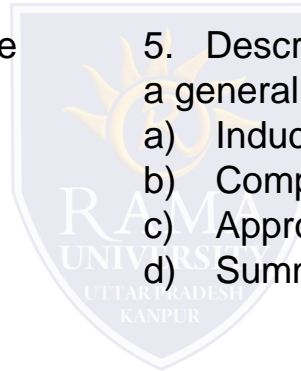 e
5. Descr
a general
a) Induc
b) Comp
c) Appro
d) Summ
RAMA
UNIVERSITY
UTTAR PRADESH
KANPUR